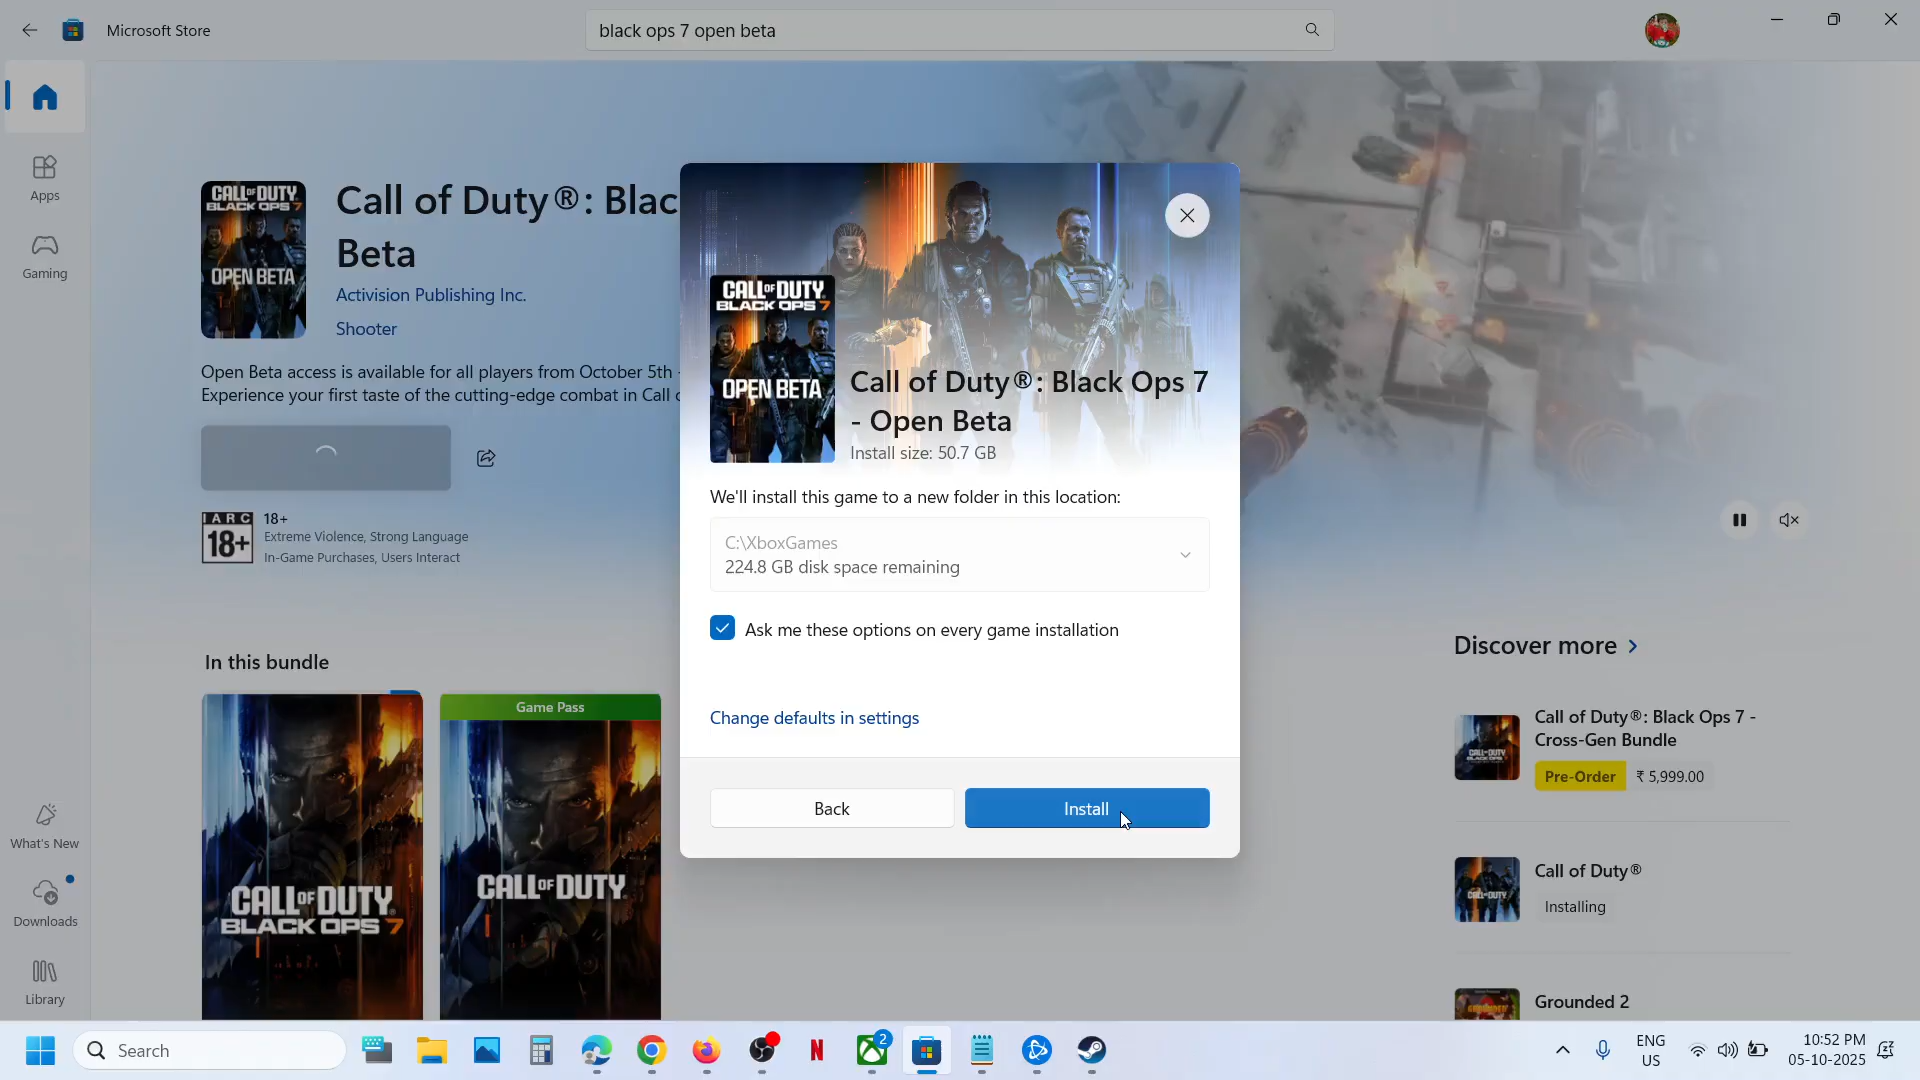 Microsoft Store
black ops 7 open beta
Apps
Gaming
What's New
Downloads
Library
CALL OF DUTY
BLACK OPS 7
OPEN BETA
Call of Duty®: Blac
Beta
Activision Publishing Inc.
Shooter
Open Beta access is available for all players from October 5th -
Experience your first taste of the cutting-edge combat in Call o
IARC
18+
18+
Extreme Violence, Strong Language
In-Game Purchases, Users Interact
In this bundle
CALL OF DUTY
BLACK OPS 7
Game Pass
CALL OF DUTY
CALL OF DUTY
BLACK OPS 7
OPEN BETA
Call of Duty®: Black Ops 7
- Open Beta
Install size: 50.7 GB
We'll install this game to a new folder in this location:
C:\XboxGames
224.8 GB disk space remaining
Ask me these options on every game installation
Change defaults in settings
Back
Install
Discover more
Call of Duty®: Black Ops 7 -
Cross-Gen Bundle
Pre-Order ₹ 5,999.00
Call of Duty®
Installing
CALL OF DUTY
Grounded 2
Search
N
2
ENG
US
10:52 PM
05-10-2025